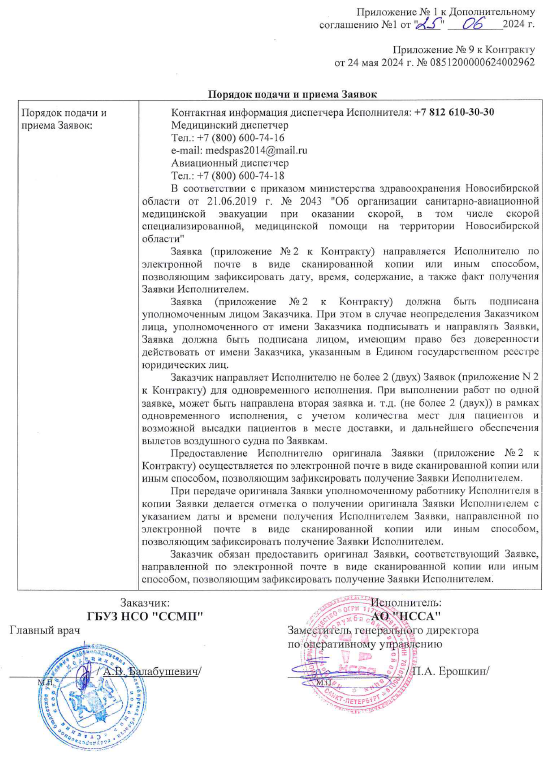 Приложение № 1 к Дополнительному
соглашению №1 от "25" 06 2024 г.
Приложение № 9 к Контракту
от 24 мая 2024 г. № 0851200000624002962
Порядок подачи и приема Заявок
Порядок подачи и
приема Заявок:
Контактная информация диспетчера Исполнителя: +7 812 610-30-30
Медицинский диспетчер
Тел.: +7 (800) 600-74-16
e-mail: medspas2014@mail.ru
Авиационный диспетчер
Тел.: +7 (800) 600-74-18
В соответствии с приказом министерства здравоохранения Новосибирской
области от 21.06.2019 г. № 2043 "Об организации санитарно-авиационной
медицинской эвакуации при оказании скорой, в том числе скорой
специализированной, медицинской помощи на территории Новосибирской
области"
Заявка (приложение № 2 к Контракту) направляется Исполнителю по
электронной почте в виде сканированной копии или иным способом,
позволяющим зафиксировать дату, время, содержание, а также факт получения
Заявки Исполнителем.
Заявка (приложение № 2 к Контракту) должна быть подписана
уполномоченным лицом Заказчика. При этом в случае неопределения Заказчиком
лица, уполномоченного от имени Заказчика подписывать и направлять Заявки,
Заявка должна быть подписана лицом, имеющим право без доверенности
действовать от имени Заказчика, указанным в Едином государственном реестре
юридических лиц.
Заказчик направляет Исполнителю не более 2 (двух) Заявок (приложение N 2
к Контракту) для одновременного исполнения. При выполнении работ по одной
заявке, может быть направлена вторая заявка и. т.д. (не более 2 (двух)) в рамках
одновременного исполнения, с учетом количества мест для пациентов и
возможной высадки пациентов в месте доставки, и дальнейшего обеспечения
вылетов воздушного судна по Заявкам.
Предоставление Исполнителю оригинала Заявки (приложение № 2 к
Контракту) осуществляется по электронной почте в виде сканированной копии или
иным способом, позволяющим зафиксировать получение Заявки Исполнителем.
При передаче оригинала Заявки уполномоченному работнику Исполнителя в
копии Заявки делается отметка о получении оригинала Заявки Исполнителем с
указанием даты и времени получения Исполнителем Заявки, направленной по
электронной почте в виде сканированной копии или иным способом,
позволяющим зафиксировать получение Заявки Исполнителем.
Заказчик обязан предоставить оригинал Заявки, соответствующий Заявке,
направленной по электронной почте в виде сканированной копии или иным
способом, позволяющим зафиксировать получение Заявки Исполнителем.
Заказчик:
ГБУЗ НСО "ССМП"
Главный врач
/А.В. Балабушевич/
М.П.
Исполнитель:
АО "НССА"
Заместитель генерального директора
по оперативному управлению
/П.А. Ерошкин/
М.П.
САНКТ-ПЕТЕРБУРГ